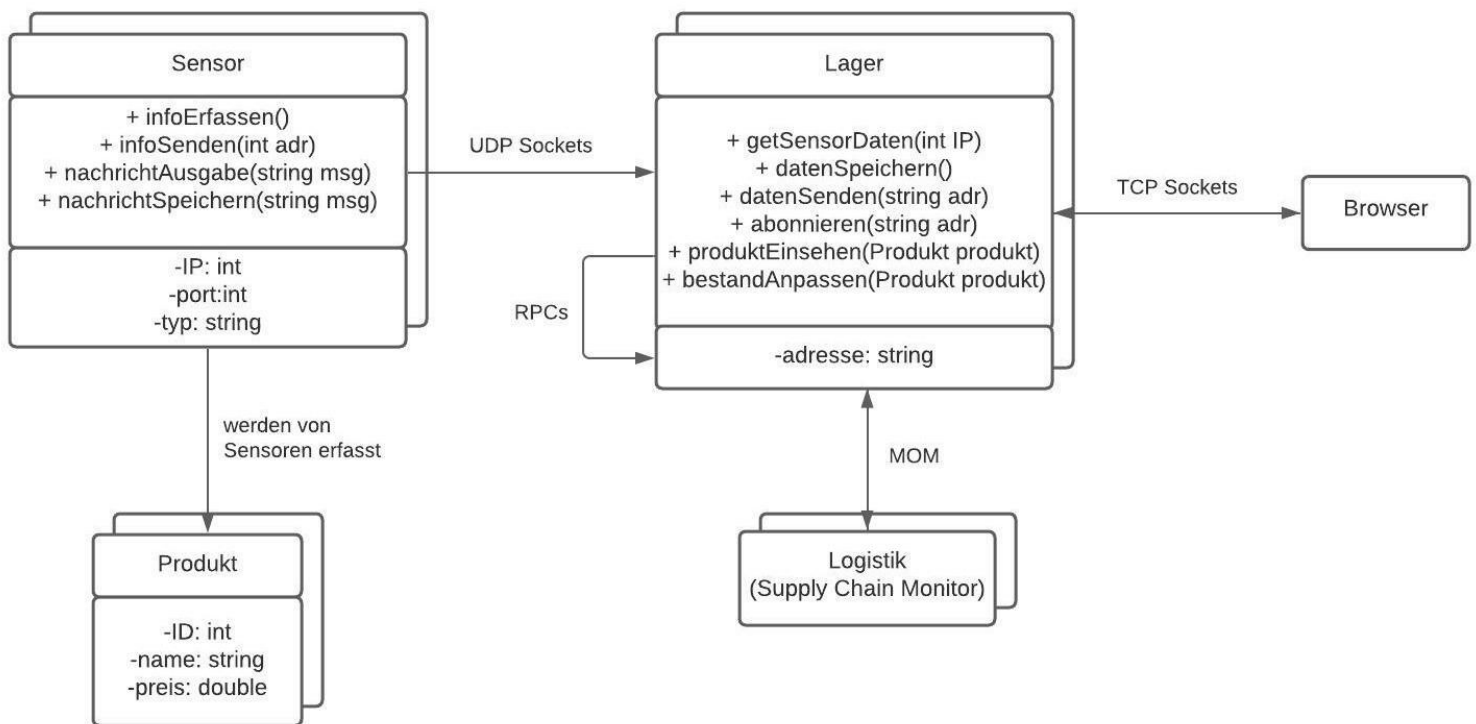 Sensor
+ infoErfassen()
+ infoSenden(int adr)
+ nachrichtAusgabe(string msg)
+ nachrichtSpeichern(string msg)
-IP: int
-port:int
-typ: string
UDP Sockets
Lager
+ getSensorDaten(int IP)
+ datenSpeichern()
+ datenSenden(string adr)
+ abonnieren(string adr)
+ produktEinsehen(Produkt produkt)
+ bestandAnpassen(Produkt produkt)
-adresse: string
RPCs
TCP Sockets
Browser
werden von
Sensoren erfasst
MOM
Produkt
-ID: int
-name: string
-preis: double
Logistik
(Supply Chain Monitor)